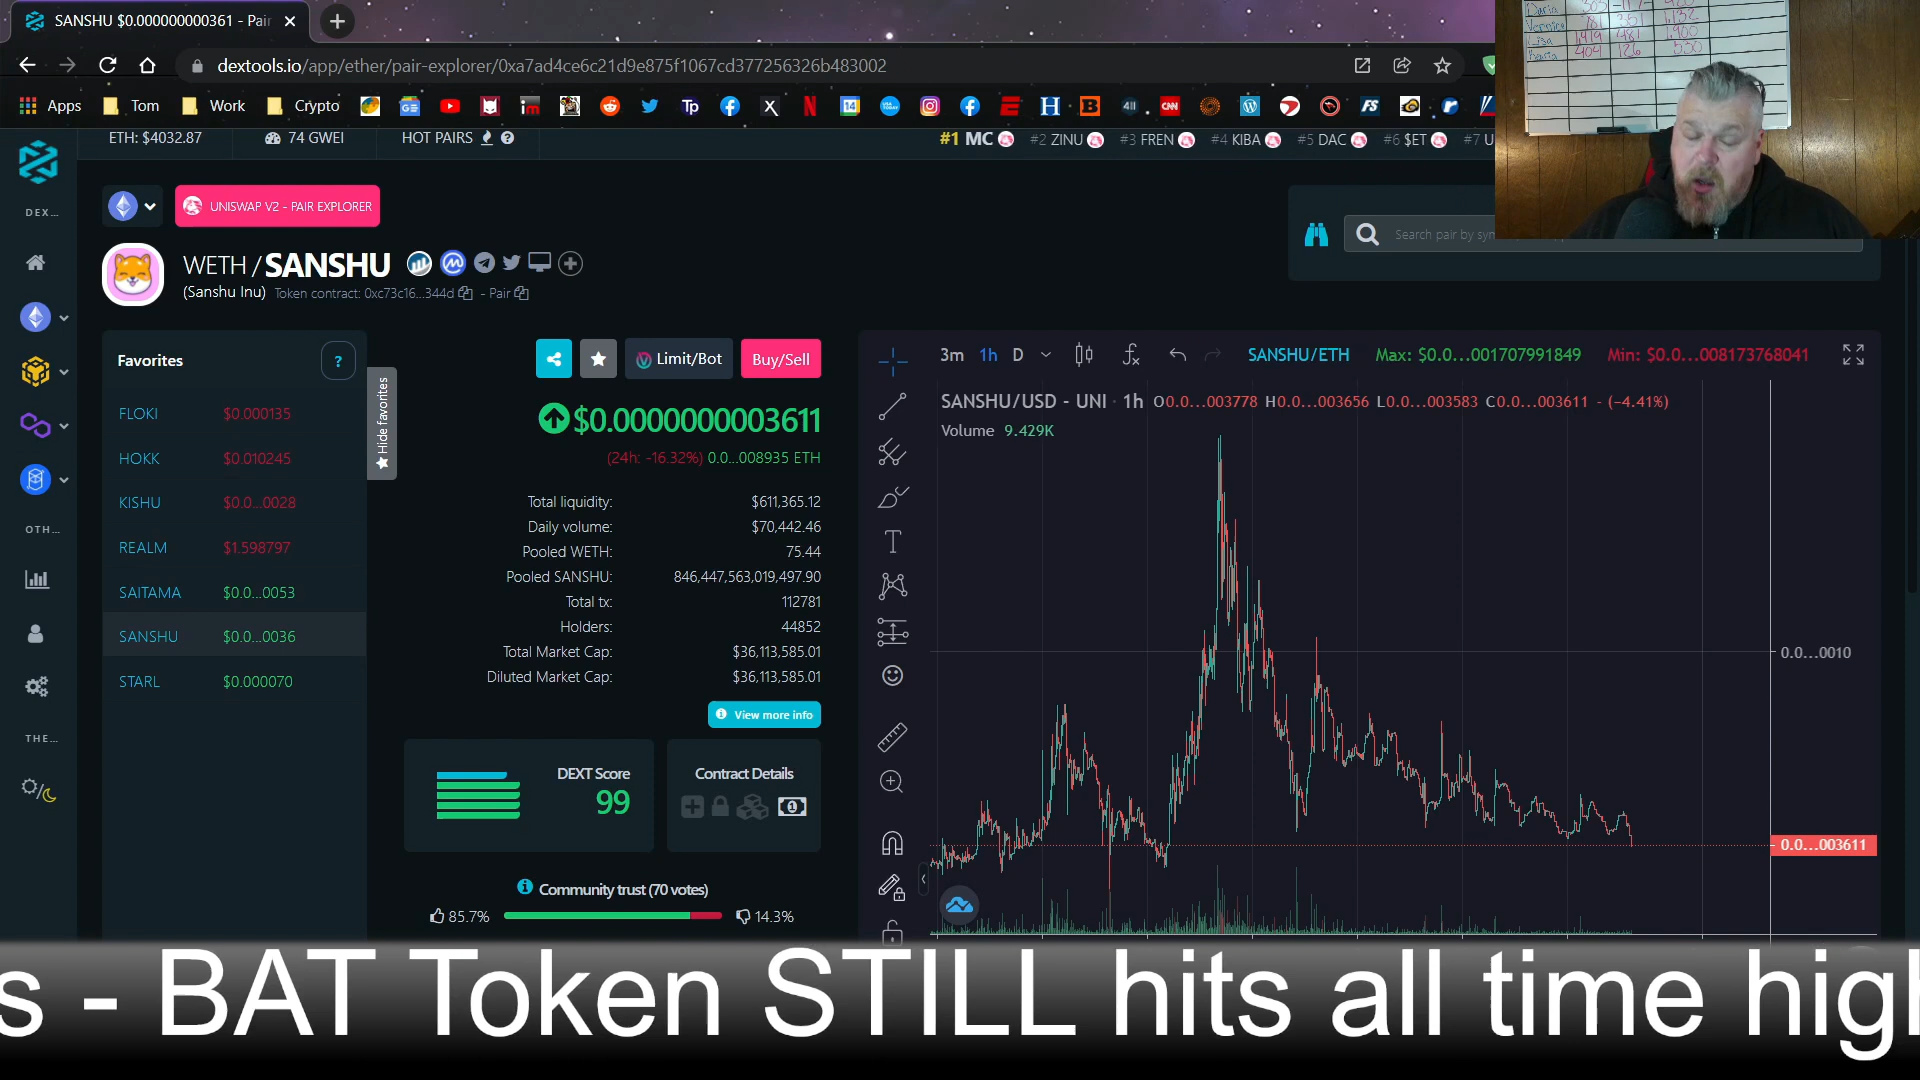 SANSHU $0.000000000361 - Pai
dextools.io/app/ether/pair-explorer/0xa7ad4ce6c21d9e875f1067cd377256326b483002
Apps Tom Work Crypto
ETH: $4032.87 74 GWEI HOT PAIRS
#1 MC #2 ZINU #3 FREN #4 KIBA #5 DAC #6 $ET #7 U
DEX...
UNISWAP V2 - PAIR EXPLORER
Search pair by sym
WETH / SANSHU
(Sanshu Inu) Token contract: 0xc73c16...344d - Pair
Favorites ?
FLOKI $0.000135
HOKK $0.010245
KISHU $0.0...0028
REALM $1.598797
SAITAMA $0.0...0053
SANSHU $0.0...0036
STARL $0.000070
OTH...
THE...
Hide favorites
Limit/Bot Buy/Sell
$0.0000000003611
(24h: -16.32%) 0.0...008935 ETH
Total liquidity: $611,365.12
Daily volume: $70,442.46
Pooled WETH: 75.44
Pooled SANSHU: 846,447,563,019,497.90
Total tx: 112781
Holders: 44852
Total Market Cap: $36,113,585.01
Diluted Market Cap: $36,113,585.01
View more info
DEXT Score
99
Contract Details
Community trust (70 votes)
85.7% 14.3%
3m 1h D SANSHU/ETH Max: $0.0...001707991849 Min: $0.0...008173768041
SANSHU/USD - UNI · 1h O0.0...003778 H0.0...003656 L0.0...003583 C0.0...003611 - (-4.41%)
Volume 9.429K
0.0...0010
0.0...003611
s - BAT Token STILL hits all time high